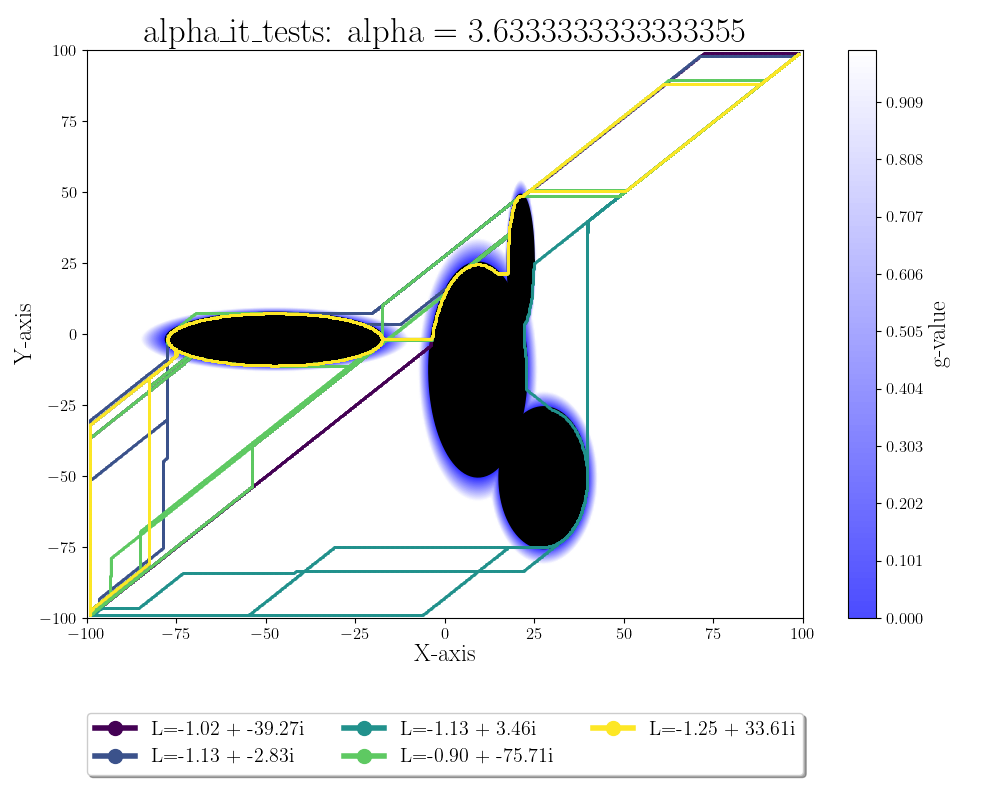 alpha_it_tests: alpha = 3.6333333333333355
100
75
50
25
0
−25
−50
−75
−100
Y-axis
−100 −75 −50 −25 0 25 50 75 100
X-axis
0.909
0.808
0.707
0.606
0.505
0.404
0.303
0.202
0.101
0.000
g-value
L=-1.02 + -39.27i L=-1.13 + 3.46i L=-1.25 + 33.61i
L=-1.13 + -2.83i L=-0.90 + -75.71i